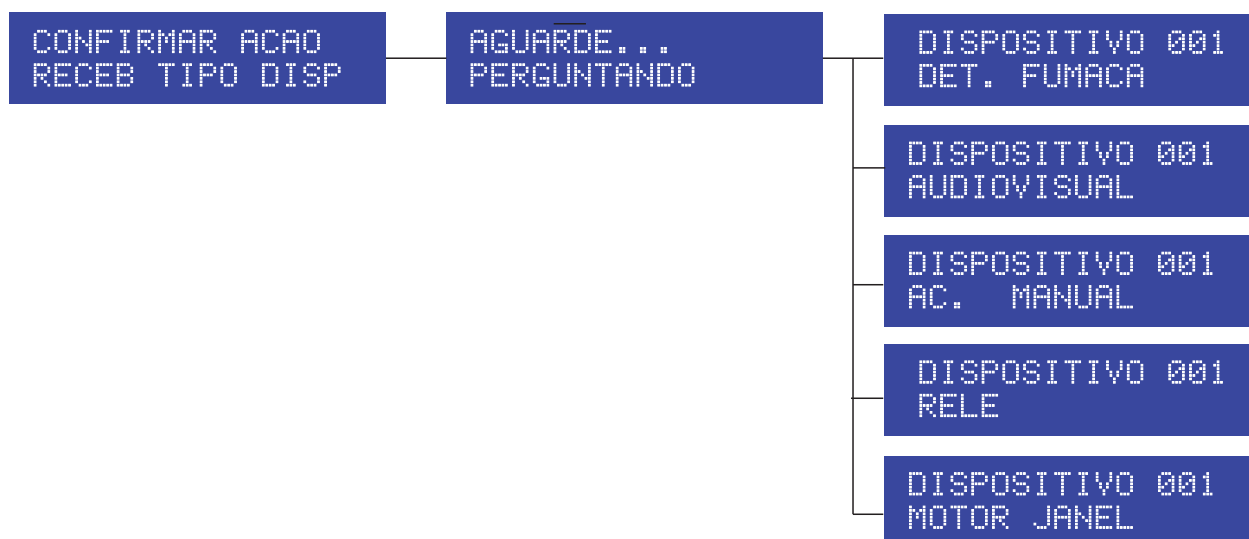 CONFIRMAR ACAO
RECEB TIPO DISP
AGUARDE...
PERGUNTANDO
DISPOSITIVO 001
DET. FUMACA
DISPOSITIVO 001
AUDIOVISUAL
DISPOSITIVO 001
AC. MANUAL
DISPOSITIVO 001
RELE
DISPOSITIVO 001
MOTOR JANEL